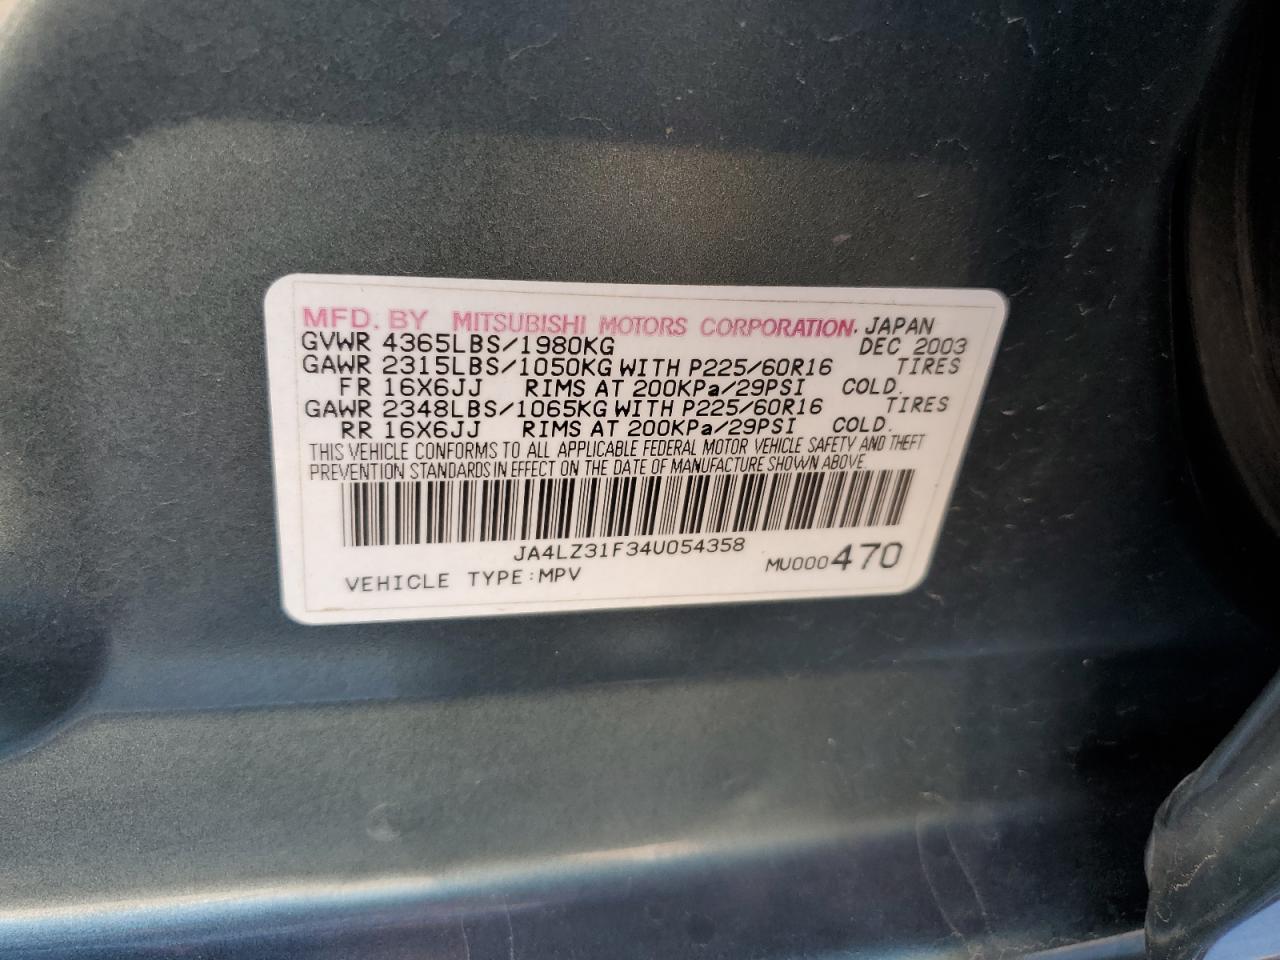 MFD. BY MITSUBISHI MOTORS CORPORATION. JAPAN
GVWR 4365LBS/1980KG DEC 2003
GAWR 2315LBS/1050KG WITH P225/60R16 TIRES
FR 16X6JJ RIMS AT 200KPa/29PSI COLD.
GAWR 2348LBS/1065KG WITH P225/60R16 TIRES
RR 16X6JJ RIMS AT 200KPa/29PSI COLD.
THIS VEHICLE CONFORMS TO ALL APPLICABLE FEDERAL MOTOR VEHICLE SAFETY AND THEFT
PREVENTION STANDARDS IN EFFECT ON THE DATE OF MANUFACTURE SHOWN ABOVE.
JA4LZ31F34U054358
VEHICLE TYPE:MPV MU000470